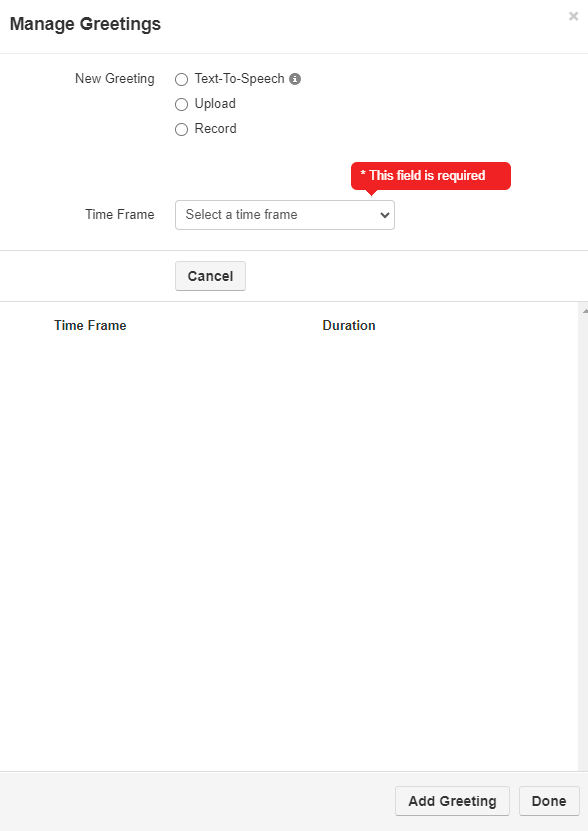 Manage Greetings
×
New Greeting
Text-To-Speech
Upload
Record
* This field is required
Time Frame
Select a time frame
Cancel
Time Frame
Duration
Add Greeting
Done